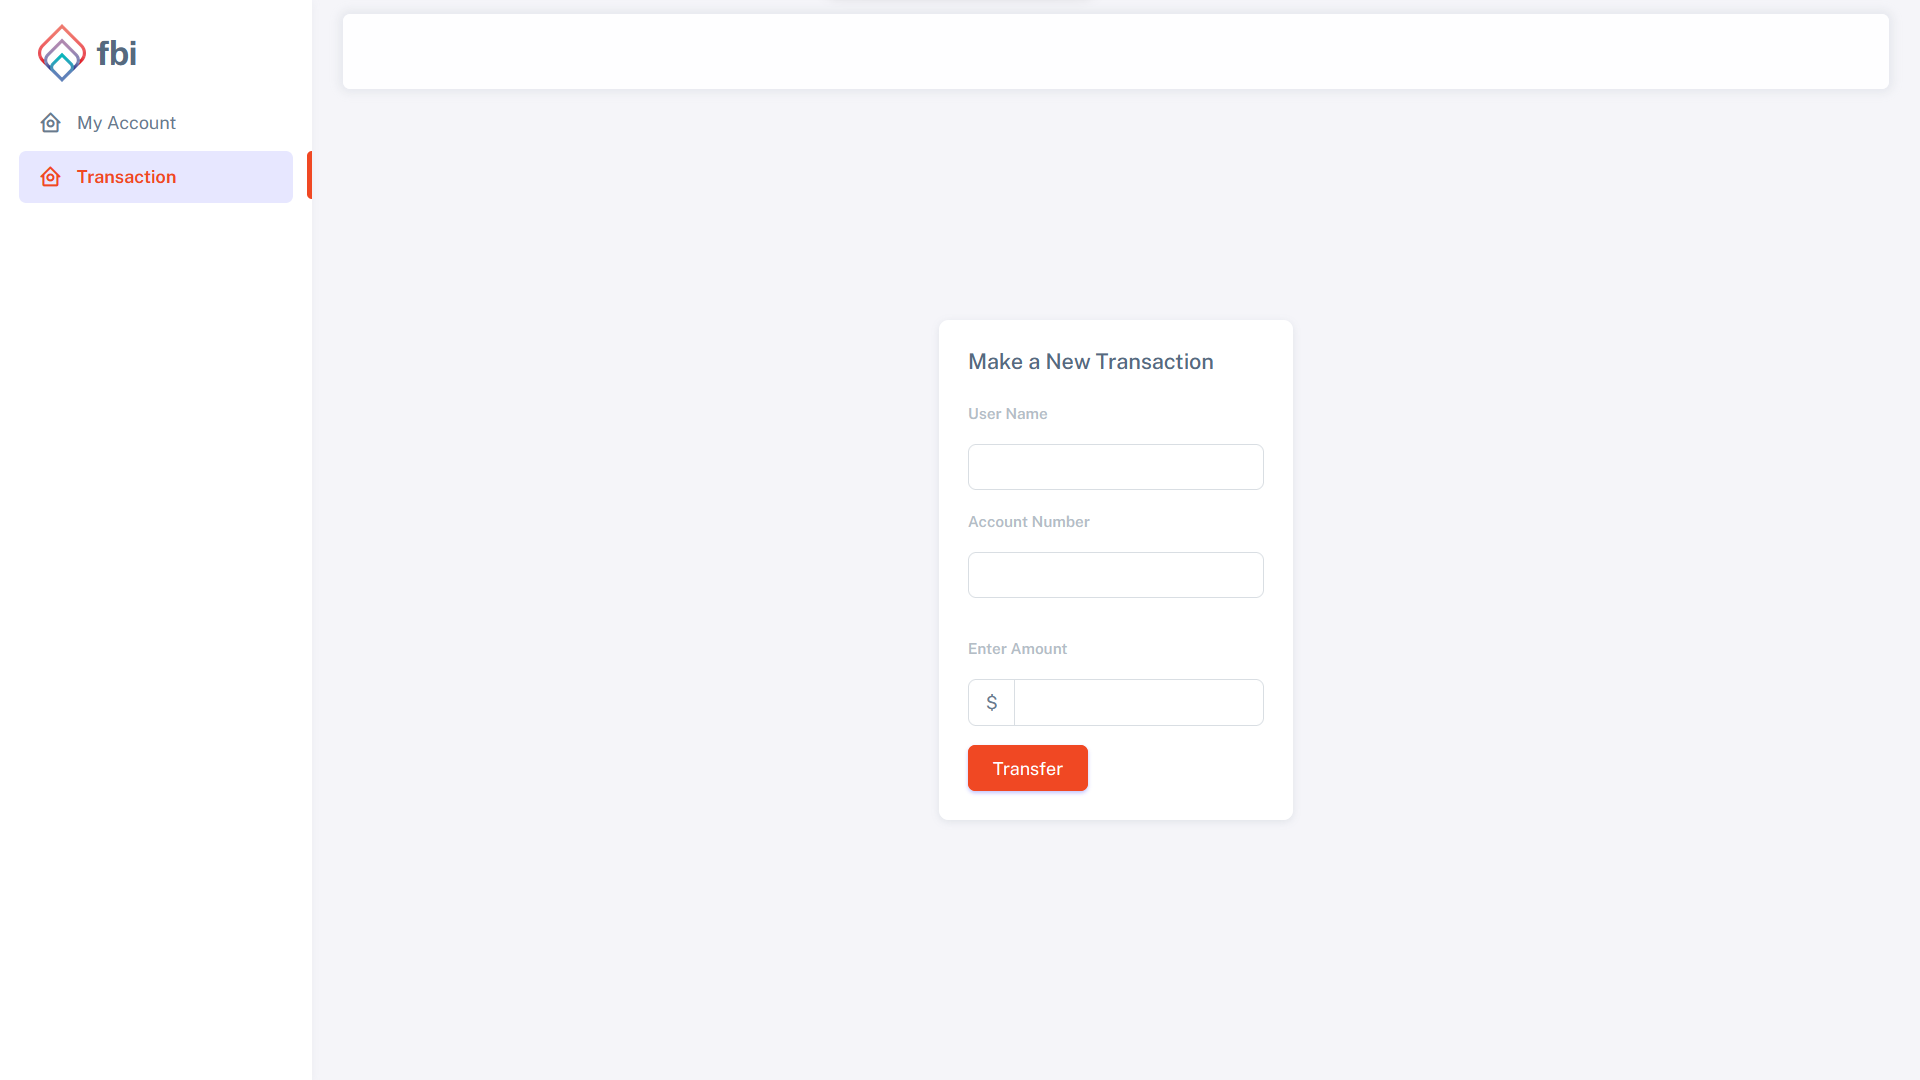 fbi
My Account
Transaction
Make a New Transaction
User Name
Account Number
Enter Amount
$
Transfer